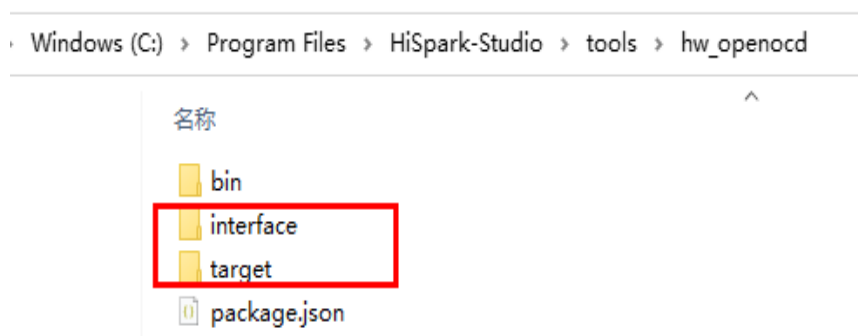 Windows (C:) > Program Files > HiSpark-Studio > tools > hw_openocd
名称
bin
interface
target
package.json